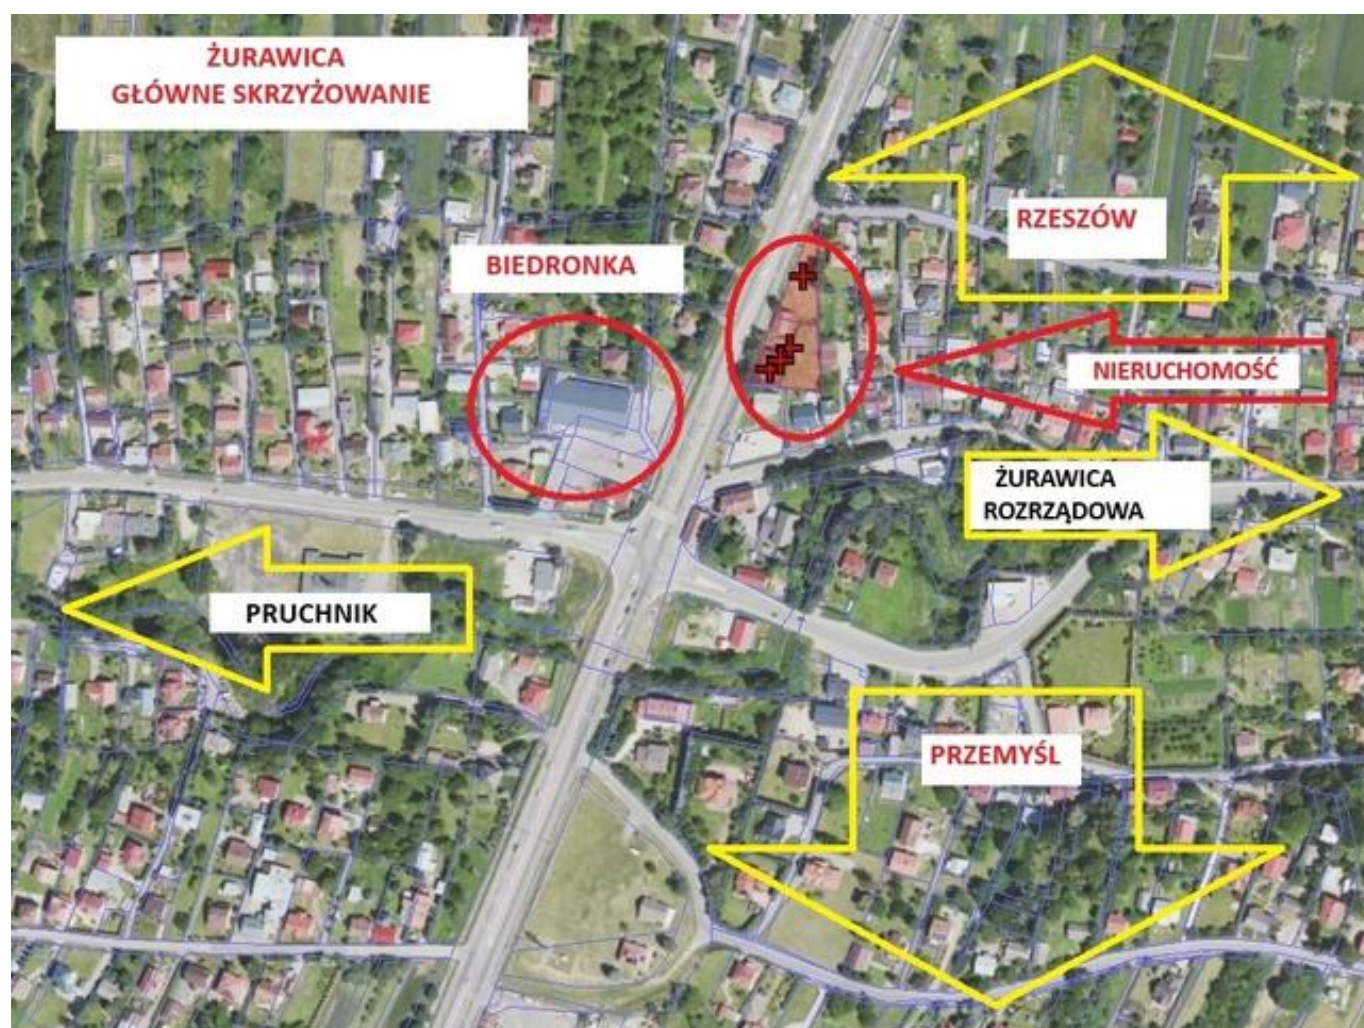 ŻURAWICA
GŁÓWNE SKRZYŻOWANIE
RZESZÓW
BIEDRONKA
NIERUCHOMOŚĆ
ŻURAWICA
ROZRZĄDOWA
PRUCHNIK
PRZEMYŚL